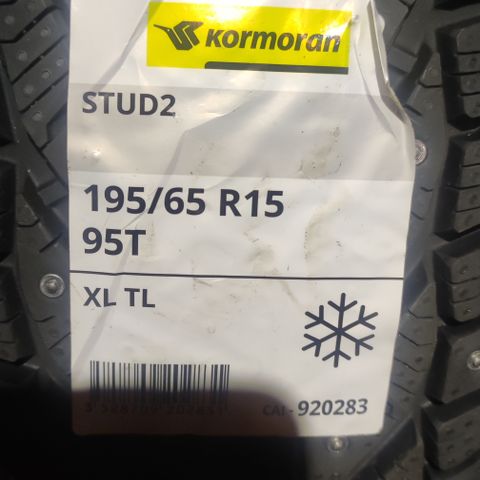 KORMORAN
STUD2
195/65 R15
95T
XL TL
CAI - 920283